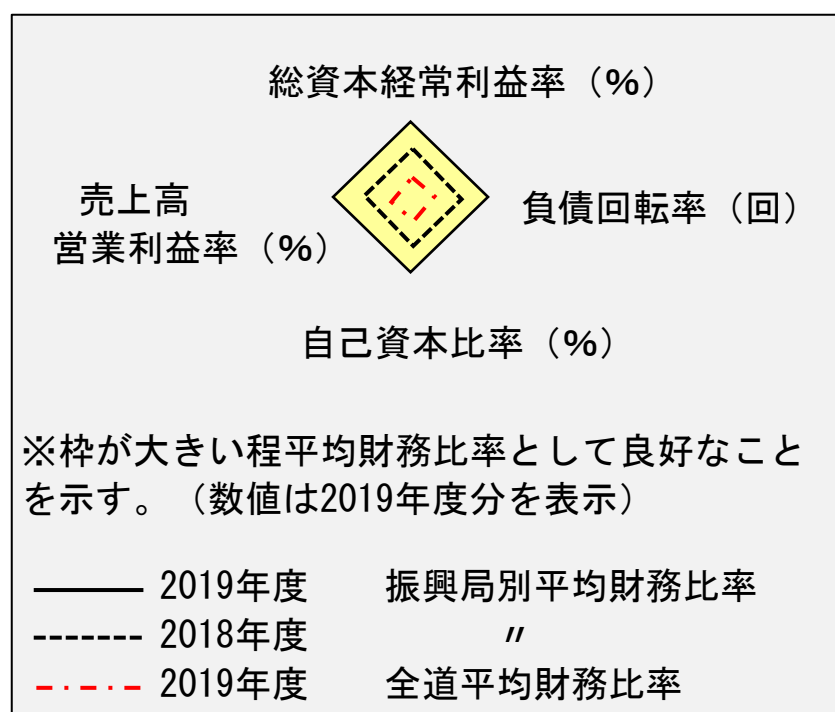 総資本経常利益率（%）
売上高
営業利益率（%）
負債回転率（回）
自己資本比率（%）
※枠が大きい程平均財務比率として良好なこと
を示す。（数値は2019年度分を表示）
2019年度 振興局別平均財務比率
2018年度 〃
2019年度 全道平均財務比率